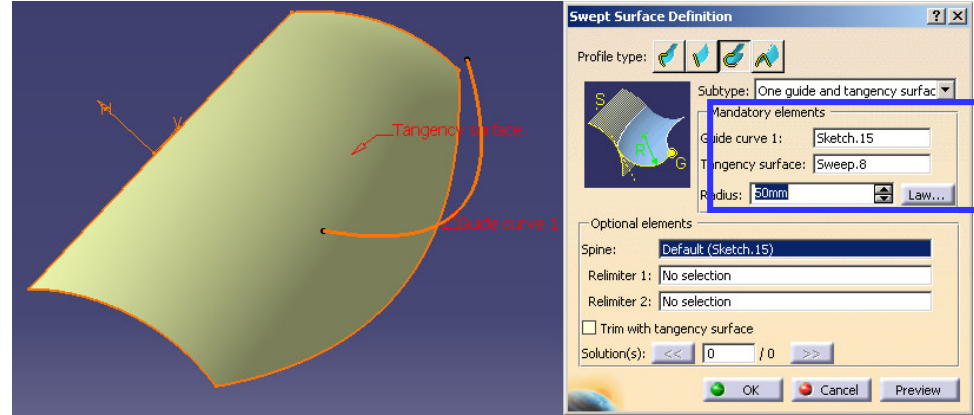 H
V
Tangency surface
Guide curve 1
Swept Surface Definition
Profile type:
Subtype: One guide and tangency surfac
Mandatory elements
Guide curve 1: Sketch.15
Tangency surface: Sweep.8
Radius: 50mm Law...
S
R
G
Optional elements
Spine: Default (Sketch.15)
Relimiter 1: No selection
Relimiter 2: No selection
Trim with tangency surface
Solution(s): << 0 / 0 >>
OK Cancel Preview